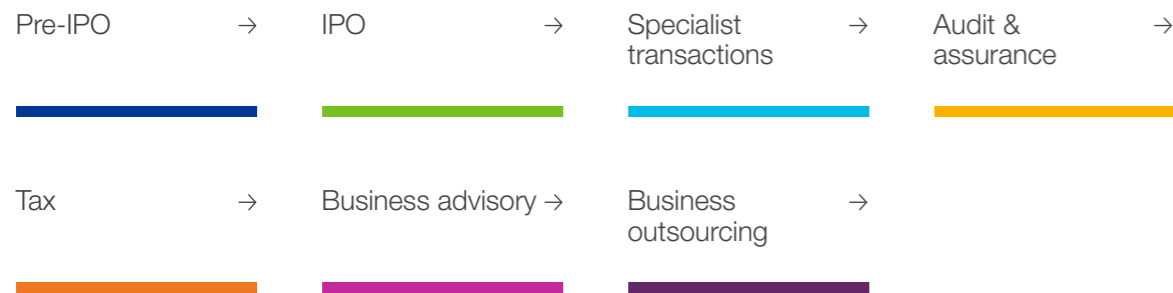 Pre-IPO →
IPO →
Specialist →
transactions
Audit & →
assurance
Tax →
Business advisory →
Business →
outsourcing